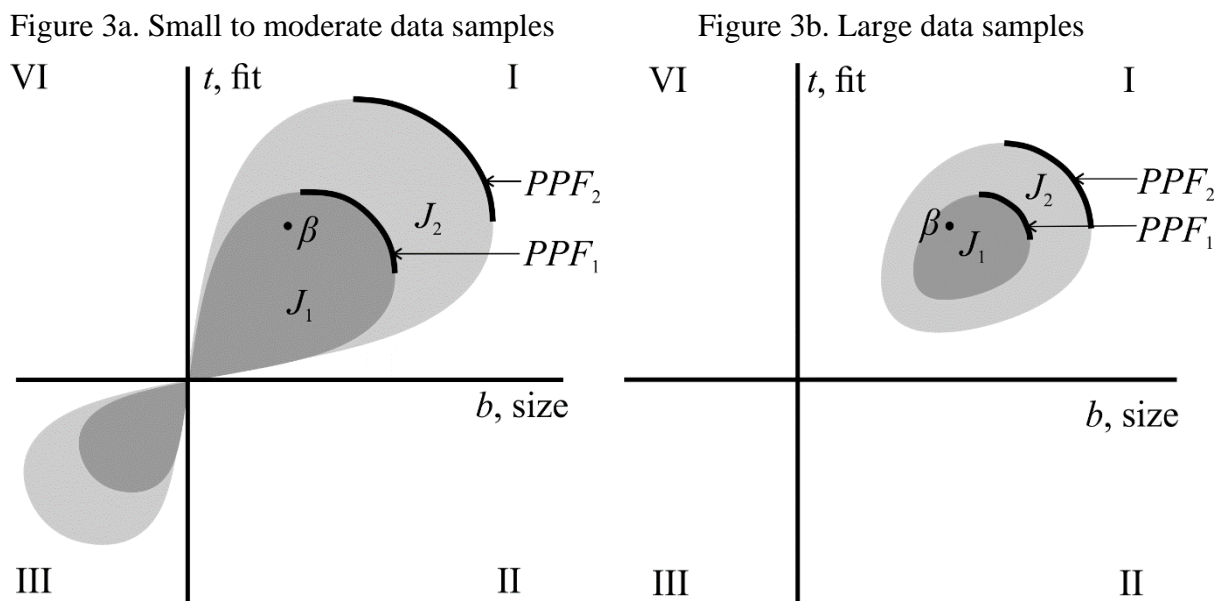 Figure 3a. Small to moderate data samples
VI
t, fit
I
PPF₂
J₂
β
PPF₁
J₁
b, size
III
II
Figure 3b. Large data samples
VI
t, fit
I
PPF₂
J₂
β
PPF₁
J₁
b, size
III
II